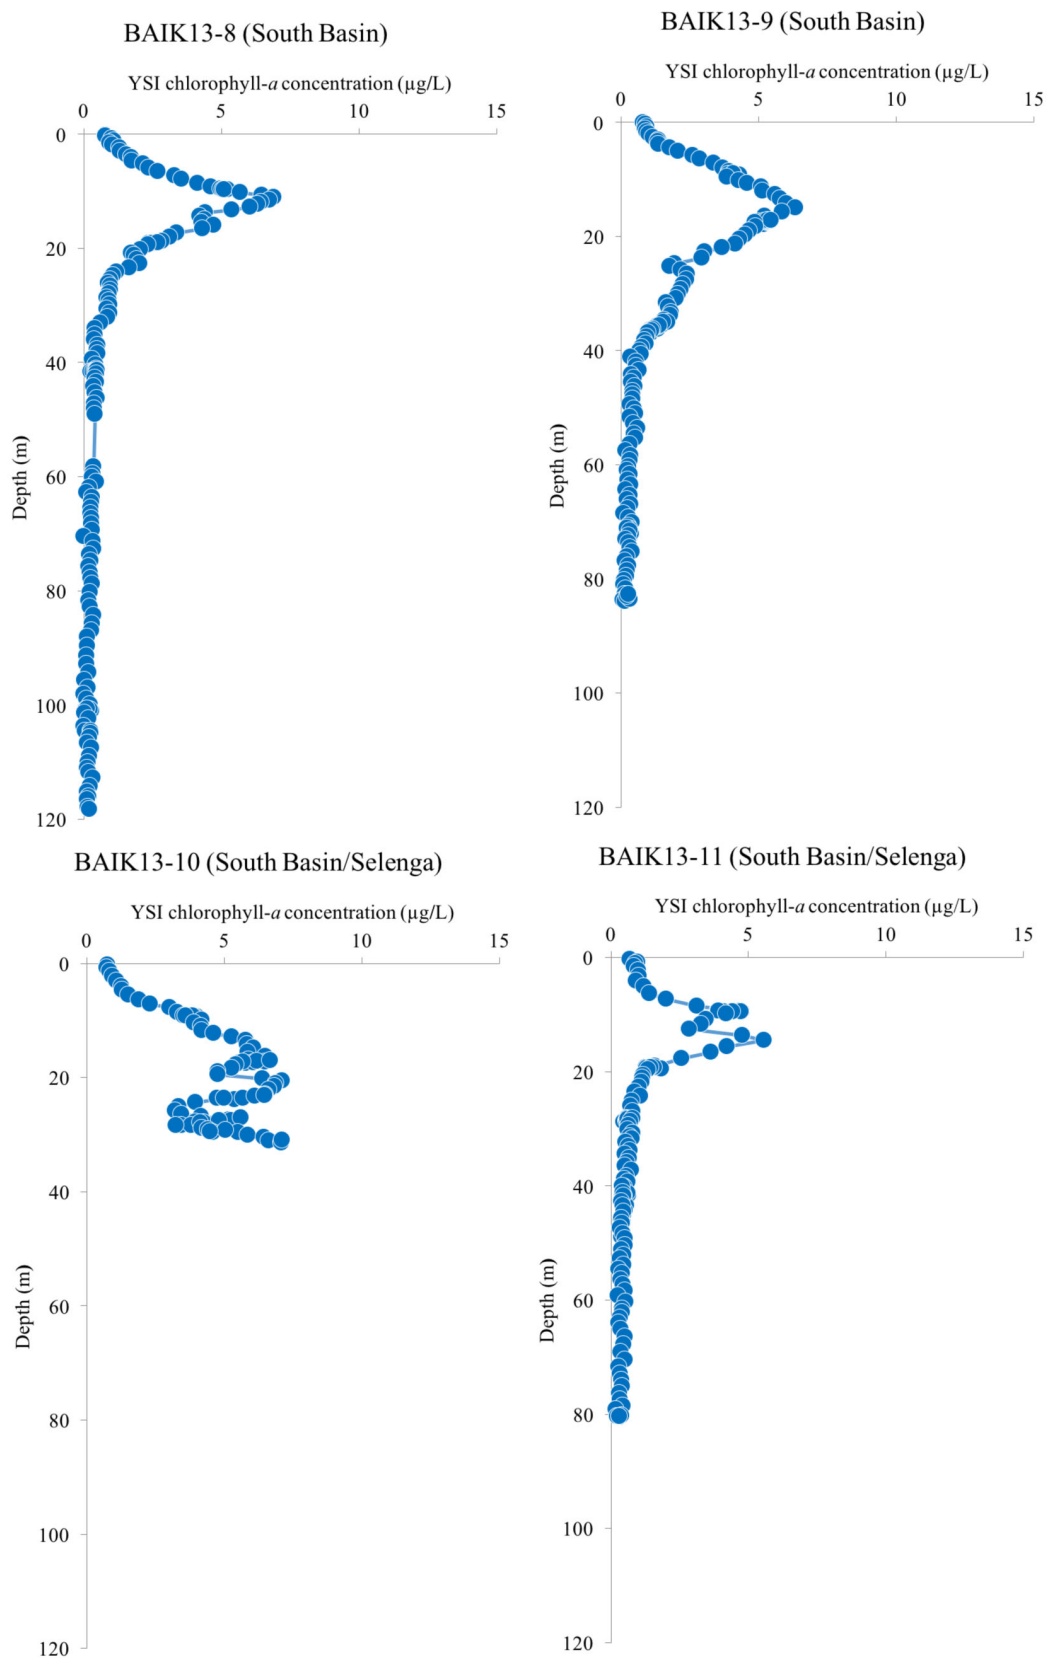 BAIK13-8 (South Basin)
YSI chlorophyll-a concentration (µg/L)
0 5 10 15
0
20
40
60
80
100
120
Depth (m)
BAIK13-9 (South Basin)
YSI chlorophyll-a concentration (µg/L)
0 5 10 15
0
20
40
60
80
100
120
Depth (m)
BAIK13-10 (South Basin/Selenga)
YSI chlorophyll-a concentration (µg/L)
0 5 10 15
0
20
40
60
80
100
120
Depth (m)
BAIK13-11 (South Basin/Selenga)
YSI chlorophyll-a concentration (µg/L)
0 5 10 15
0
20
40
60
80
100
120
Depth (m)